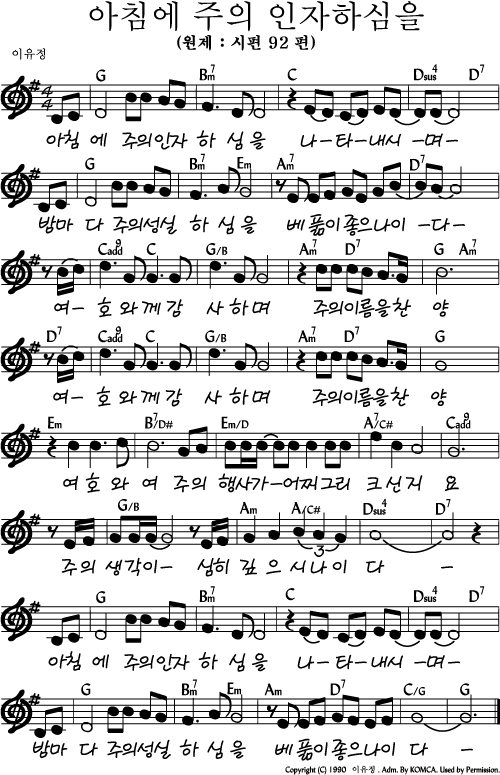 아침에 주의 인자하심을
(원제 : 시편 92 편)
이유정
G Bm7 C Dsus4 D7
아침 에 주의인자 하 심 을 나-타-내시-며-
G Bm7 Em Am7 D7
밤마 다 주의성실 하 심 을 베 풂이좋으나이-다-
Cadd9 C G/B Am7 D7 G Am7
여- 호 와께감 사 하며 주의이름을찬 양
D7 Cadd9 C G/B Am7 D7 G
여- 호 와께감 사 하며 주의이름을찬 양
Em B7/D# Em/D A7/C# Cadd9
여 호 와 여 주 의 행사가-어찌그리 크 신지 요
G/B Am A/C# Dsus4 D7
주의 생각이- 심히 깊 으 시나이 다 -
3
G Bm7 C Dsus4 D7
아침 에 주의인자 하 심 을 나-타-내시-며-
G Bm7 Em Am7 D7 C/G G
밤마 다 주의성실 하 심 을 베 풂이좋으나이 다 -
Copyright (C) 1990 이유정 . Adm. By KOMCA. Used by Permission.